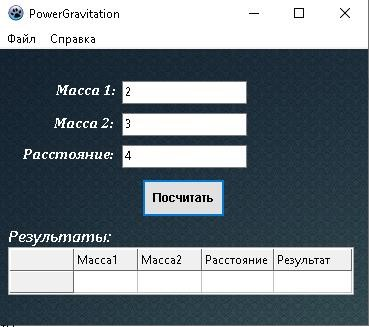 PowerGravitation
Файл Справка
Масса 1: 2
Масса 2: 3
Расстояние: 4
Посчитать
Результаты:
Масса1 Масса2 Расстояние Результат